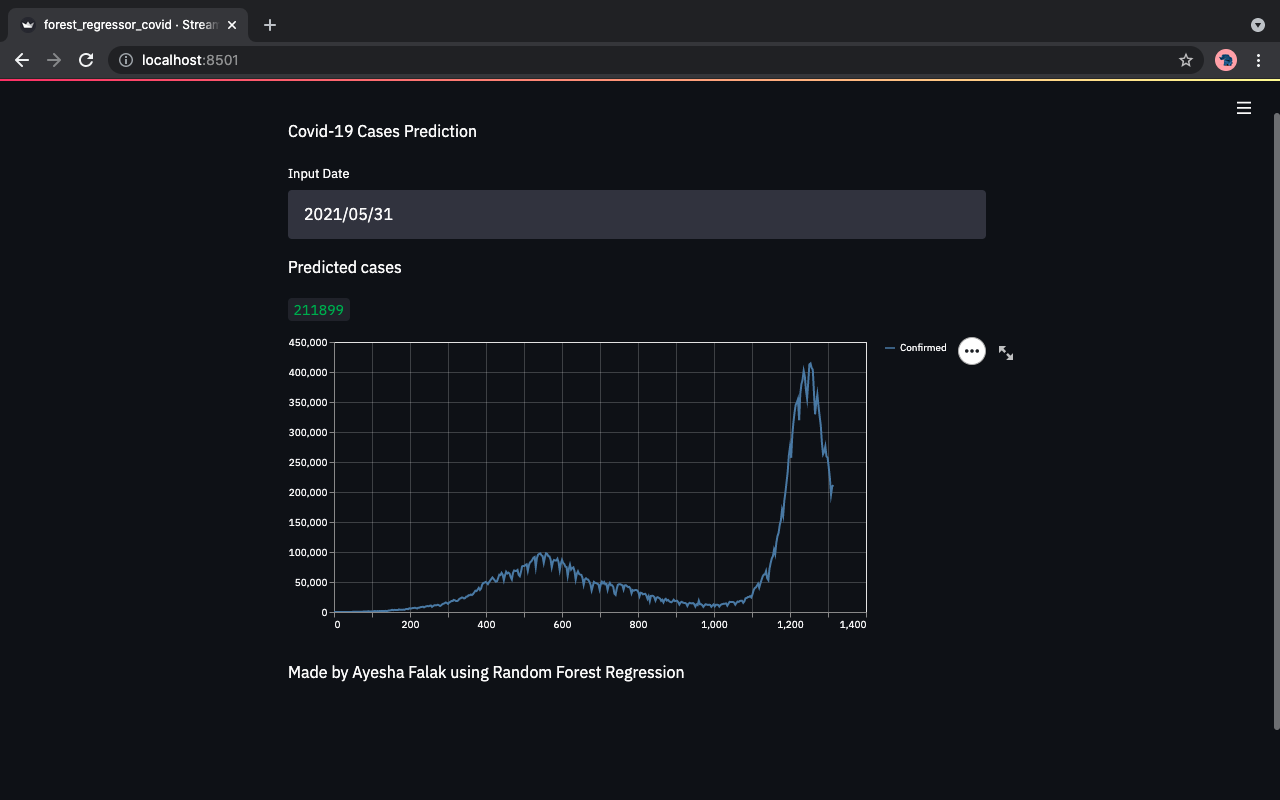 forest_regressor_covid · Strean
localhost:8501
Covid-19 Cases Prediction
Input Date
2021/05/31
Predicted cases
211899
Confirmed
450,000
400,000
350,000
300,000
250,000
200,000
150,000
100,000
50,000
0
0 200 400 600 800 1,000 1,200 1,400
Made by Ayesha Falak using Random Forest Regression